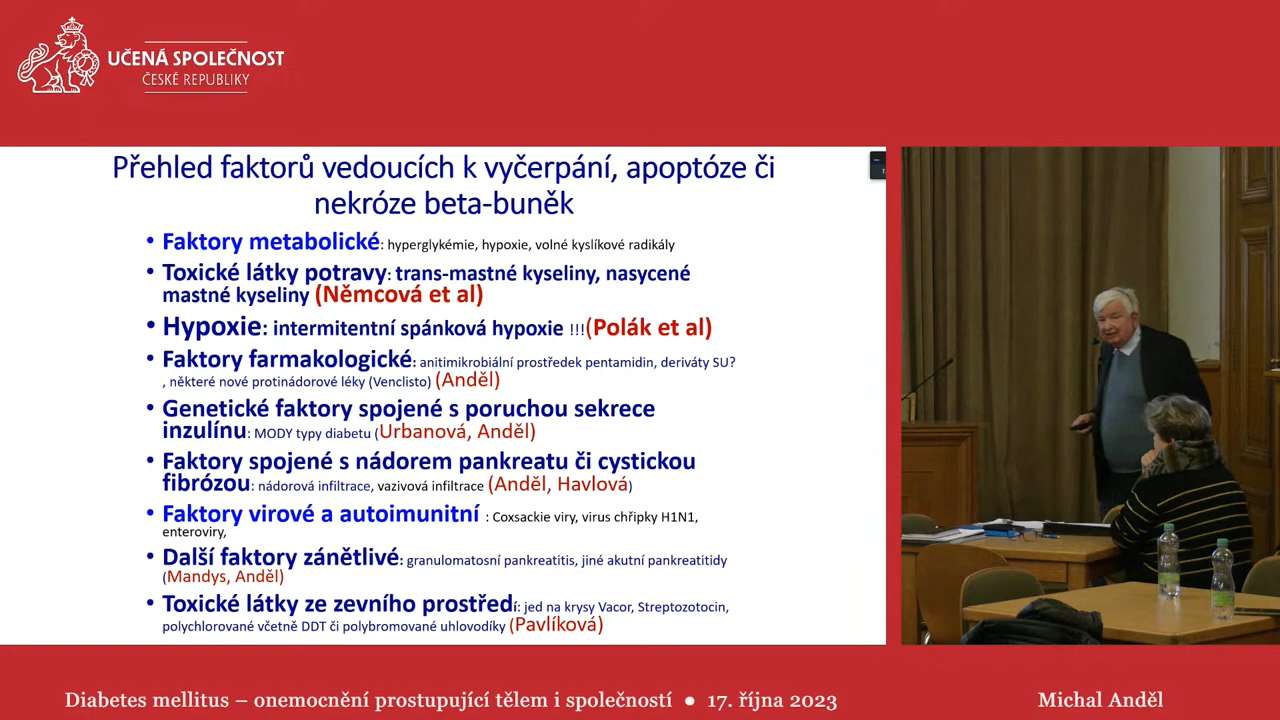 UČENÁ SPOLEČNOST
ČESKÉ REPUBLIKY
Přehled faktorů vedoucích k vyčerpání, apoptóze či
nekróze beta-buněk
• Faktory metabolické: hyperglykémie, hypoxie, volné kyslíkové radikály
• Toxické látky potravy: trans-mastné kyseliny, nasycené
mastné kyseliny (Němcová et al)
• Hypoxie: intermitentní spánková hypoxie !!!(Polák et al)
• Faktory farmakologické: anitimikrobiální prostředek pentamidin, deriváty SU?
, některé nové protinádorové léky (Venclisto) (Anděl)
• Genetické faktory spojené s poruchou sekrece
inzulínu: MODY typy diabetu (Urbanová, Anděl)
• Faktory spojené s nádorem pankreatu či cystickou
fibrózou: nádorová infiltrace, vazivová infiltrace (Anděl, Havlová)
• Faktory virové a autoimunitní : Coxsackie viry, virus chřipky H1N1,
enteroviry,
• Další faktory zánětlivé: granulomatosní pankreatitis, jiné akutní pankreatitidy
(Mandys, Anděl)
• Toxické látky ze zevního prostředí: jed na krysy Vacor, Streptozotocin,
polychlorované včetně DDT či polybromované uhlovodíky (Pavlíková)
Diabetes mellitus – onemocnění prostupující tělem i společností ● 17. října 2023
Michal Anděl